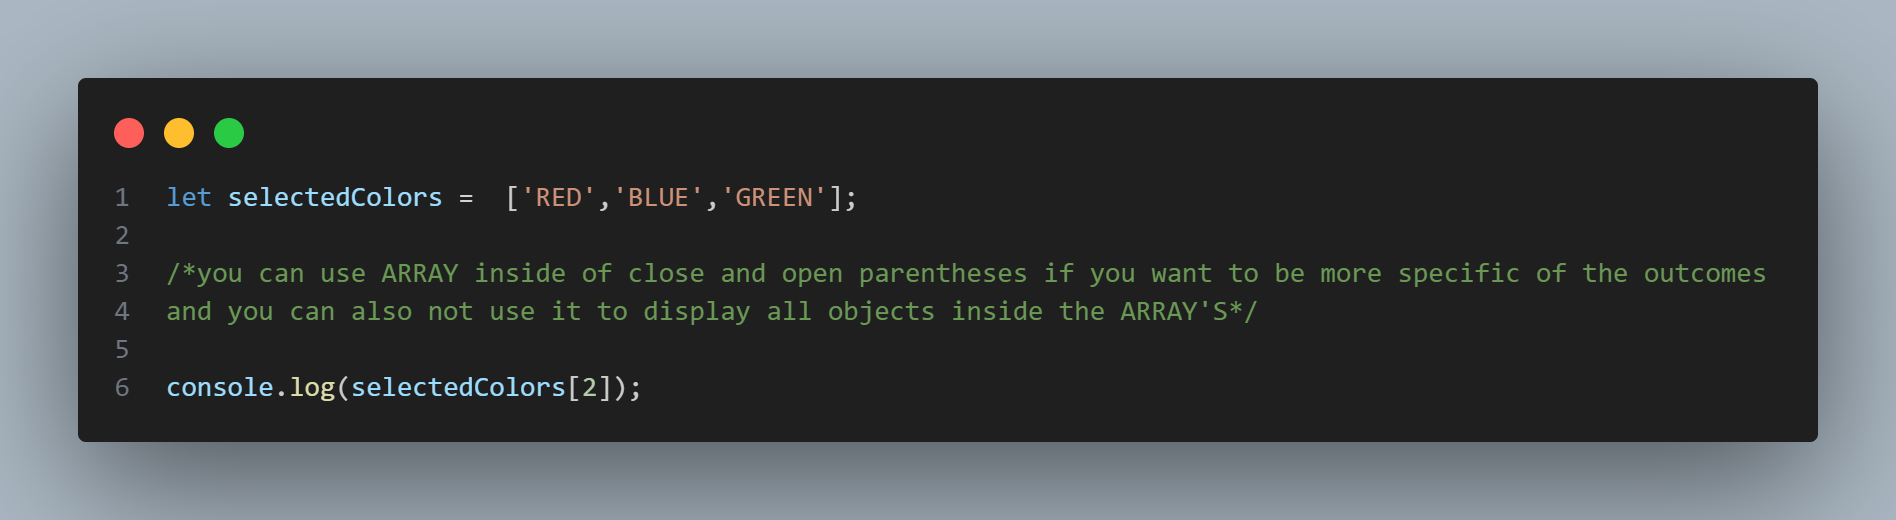 1 let selectedColors =  ['RED','BLUE','GREEN'];
2
3 /*you can use ARRAY inside of close and open parentheses if you want to be more specific of the outcomes
4 and you can also not use it to display all objects inside the ARRAY'S*/
5
6 console.log(selectedColors[2]);